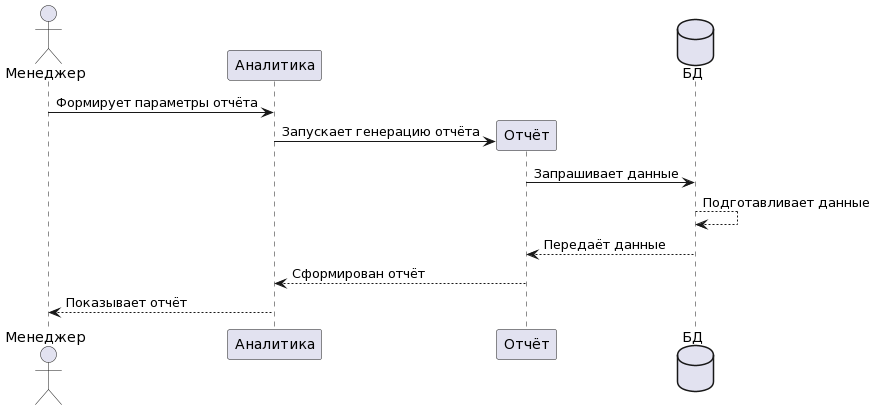 Менеджер
Аналитика
БД
Формирует параметры отчёта
Запускает генерацию отчёта
Отчёт
Запрашивает данные
Подготавливает данные
Передаёт данные
Сформирован отчёт
Показывает отчёт
Менеджер
Аналитика
Отчёт
БД